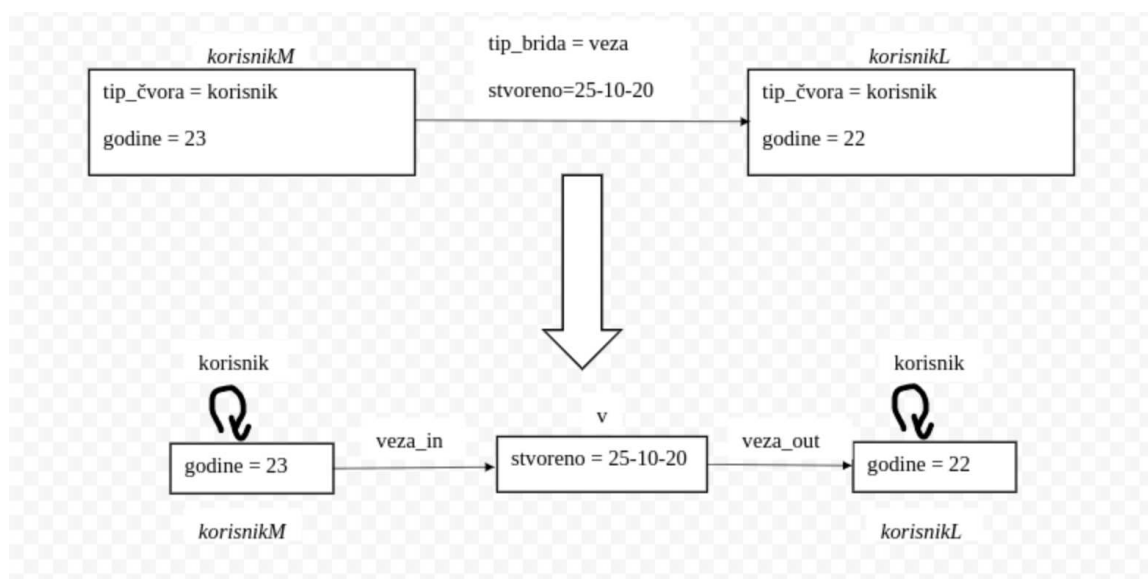 korisnikM
tip_brida = veza
stvoreno=25-10-20
korisnikL
tip_čvora = korisnik
godine = 23
tip_čvora = korisnik
godine = 22
korisnik
korisnik
v
veza_in
veza_out
godine = 23
stvoreno = 25-10-20
godine = 22
korisnikM
korisnikL